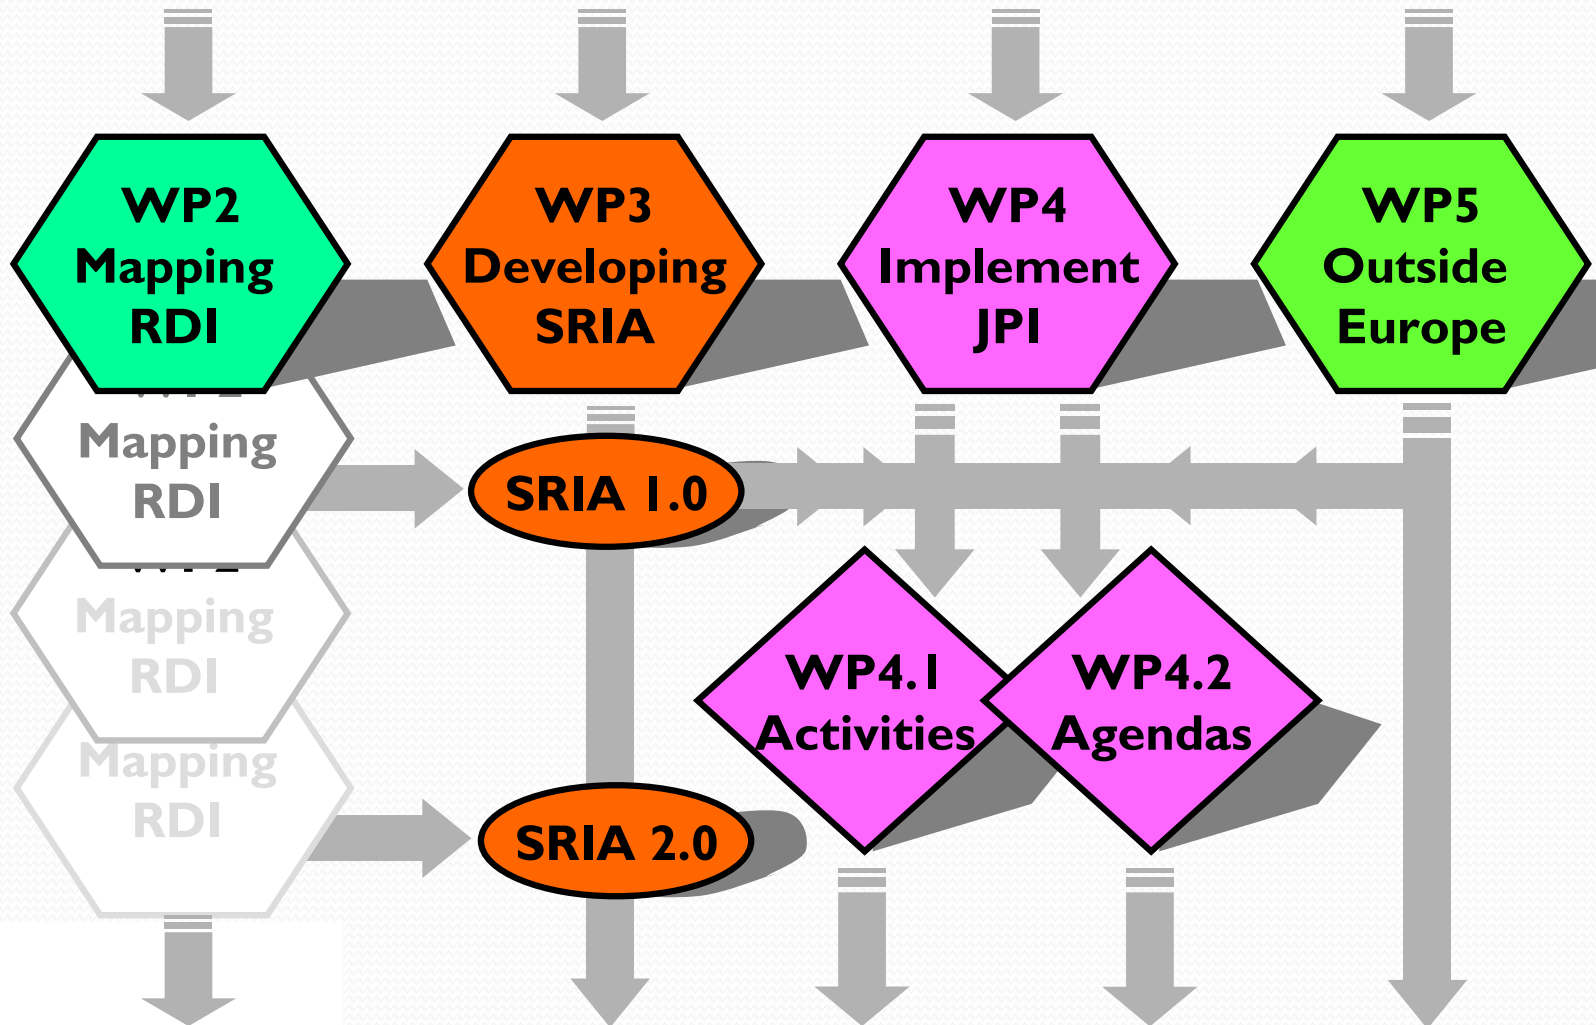 WP2
Mapping
RDI
WP3
Developing
SRIA
WP4
Implement
JPI
WP5
Outside
Europe
Mapping
RDI
SRIA 1.0
Mapping
RDI
WP4.1
Activities
WP4.2
Agendas
Mapping
RDI
SRIA 2.0